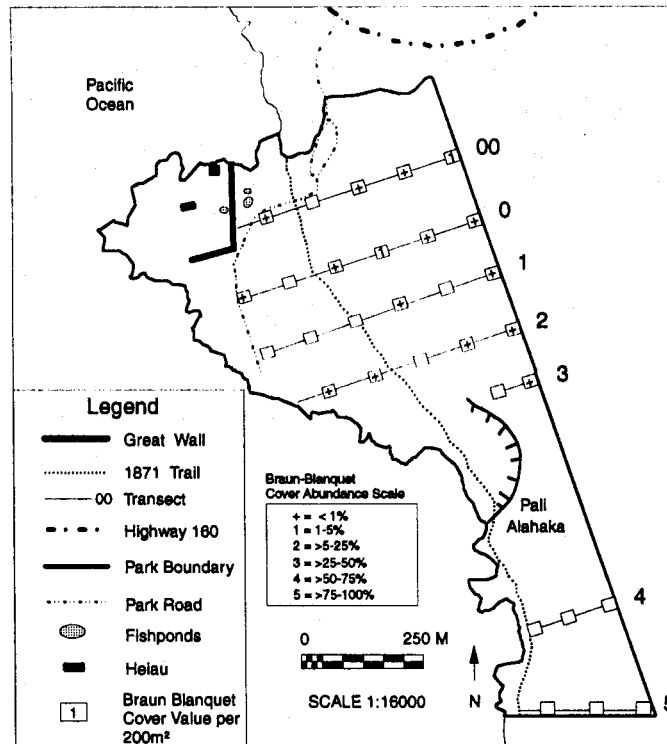 Pacific
Ocean
00
0
1
2
3
4
5
1
1
Pali
Alahaka
Legend
Great Wall
1871 Trail
00 Transect
Highway 160
Park Boundary
Park Road
Fishponds
Heiau
1 Braun Blanquet
Cover Value per
200m²
Braun-Blanquet
Cover Abundance Scale
+ = < 1%
1 = 1-5%
2 = >5-25%
3 = >25-50%
4 = >50-75%
5 = >75-100%
0 250 M
SCALE 1:16000
N